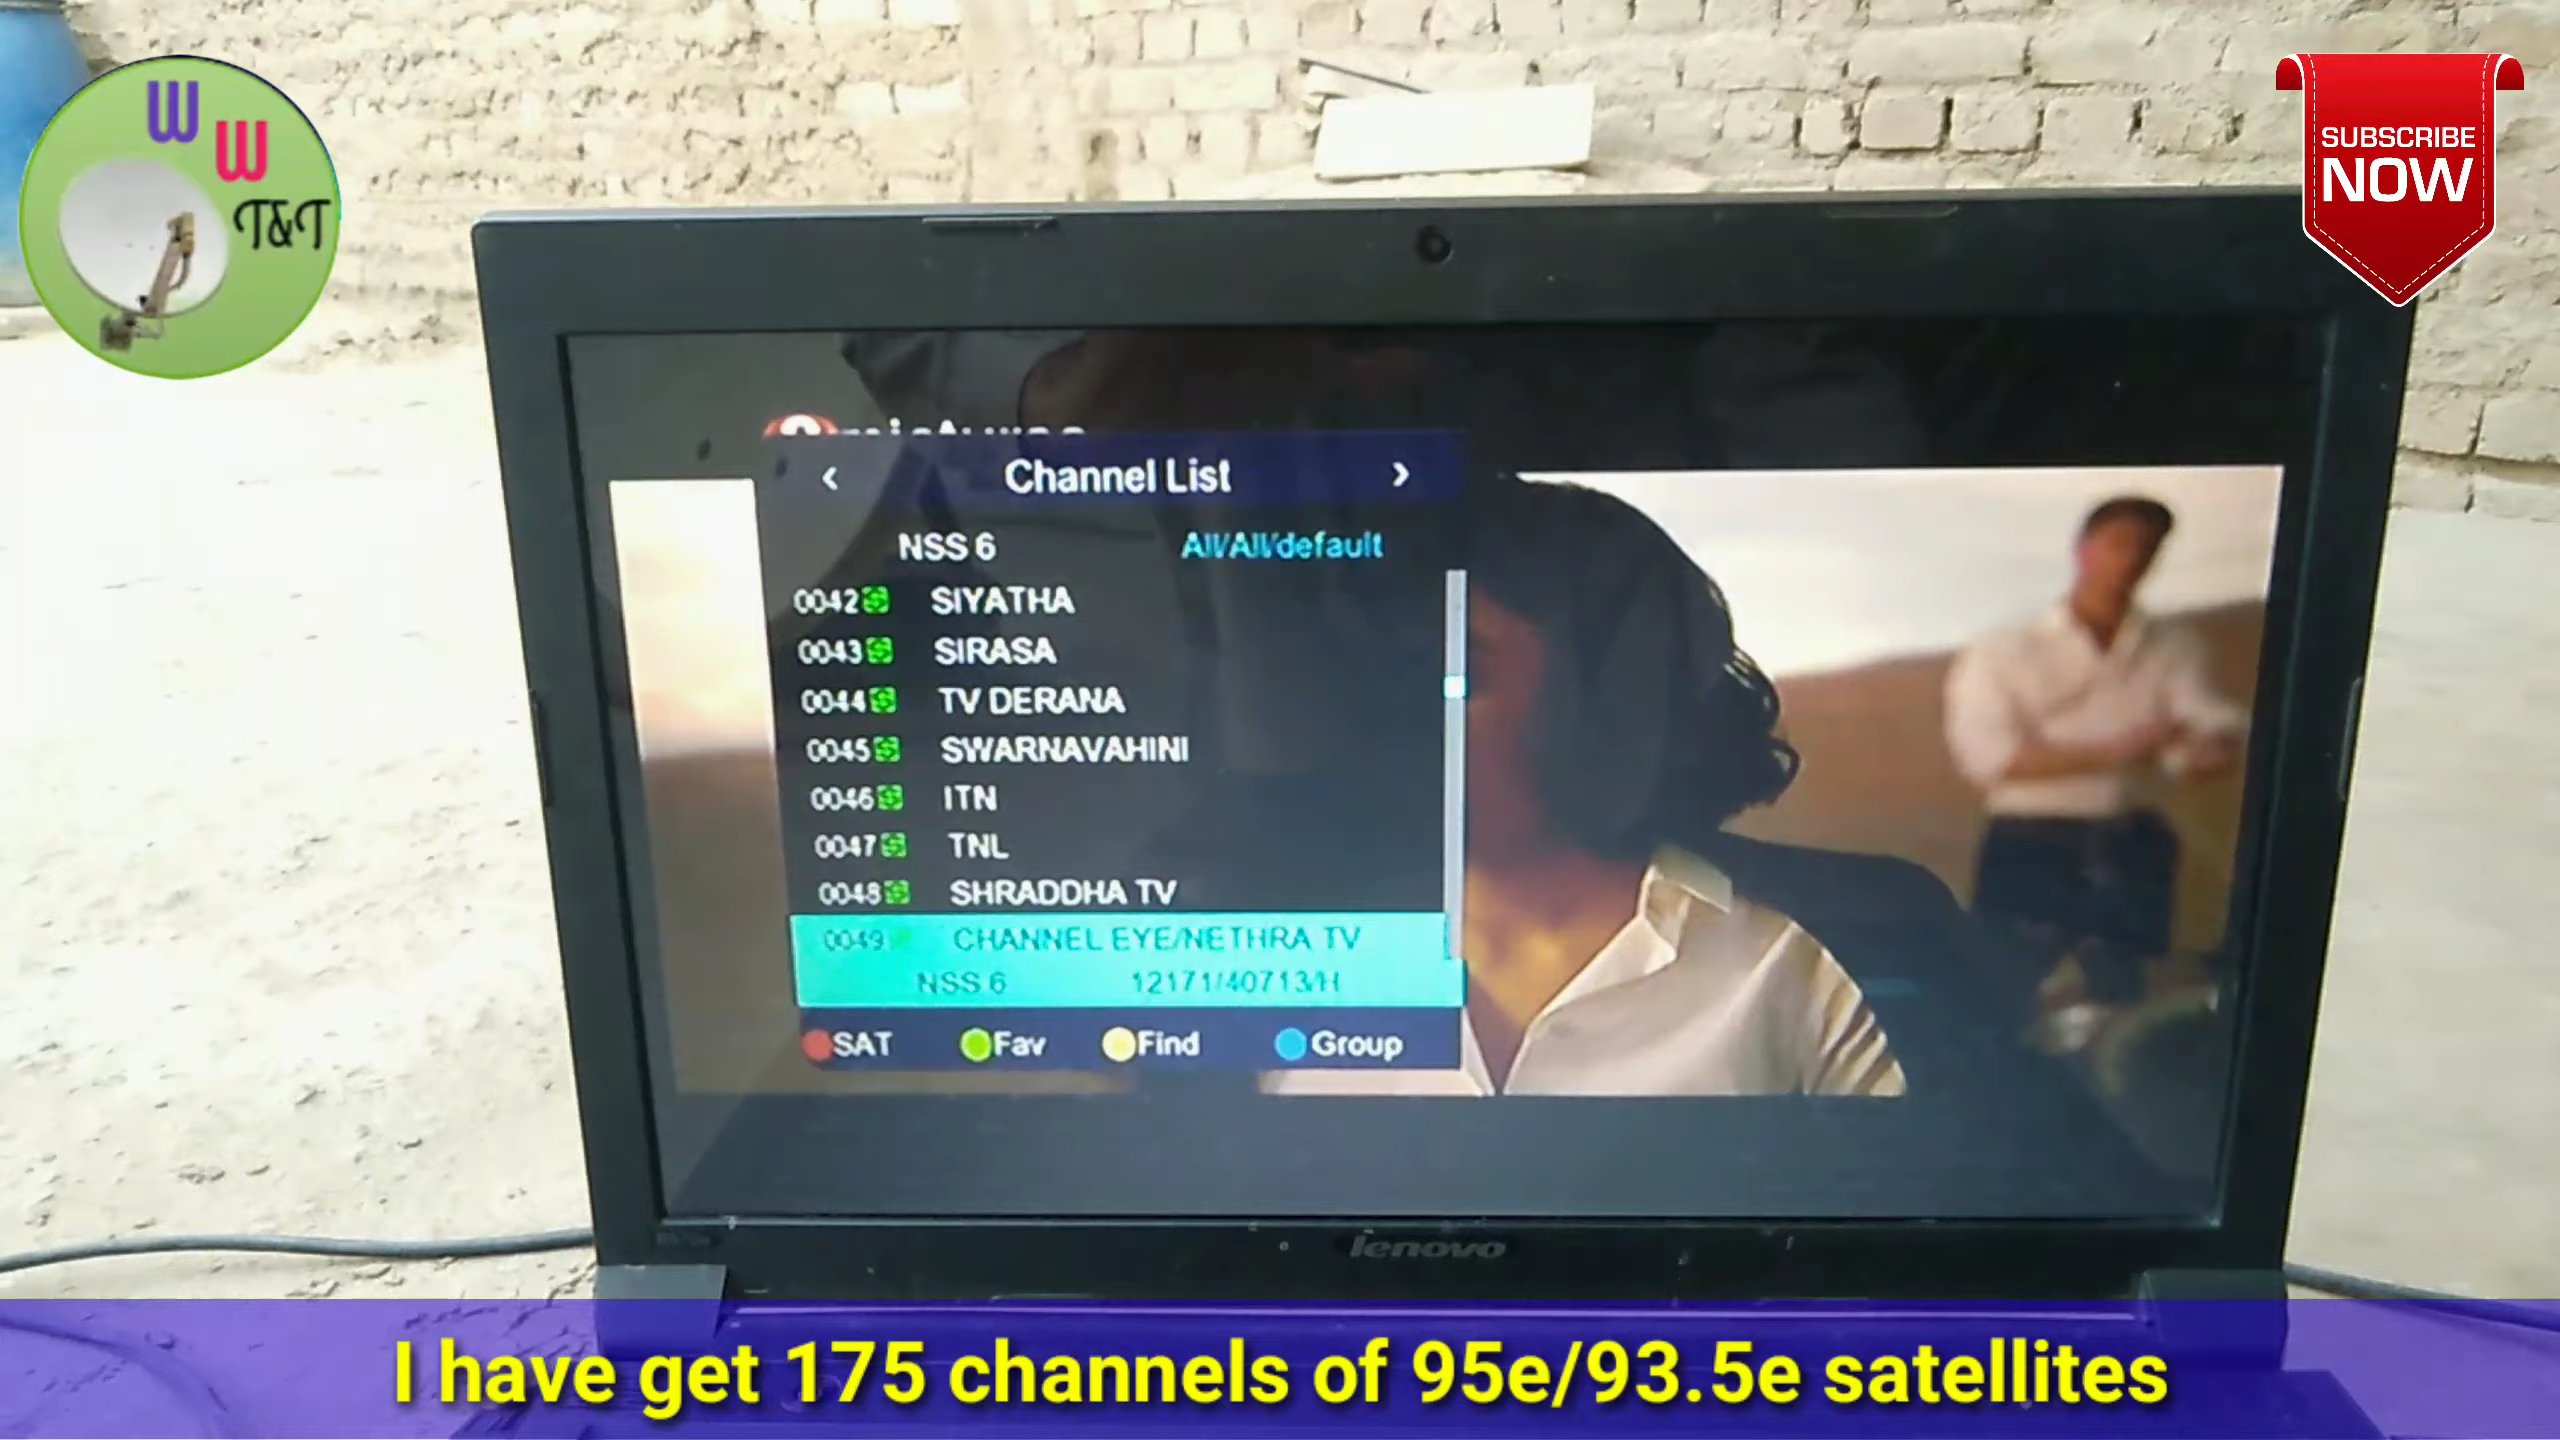 W
W
T&T
SUBSCRIBE
NOW
Channel List
NSS 6 All/All/default
0042 SIYATHA
0043 SIRASA
0044 TV DERANA
0045 SWARNAVAHINI
0046 ITN
0047 TNL
0048 SHRADDHA TV
0049 CHANNEL EYE/NETHRA TV
NSS 6 12171/40713/H
SAT Fav Find Group
lenovo
I have get 175 channels of 95e/93.5e satellites